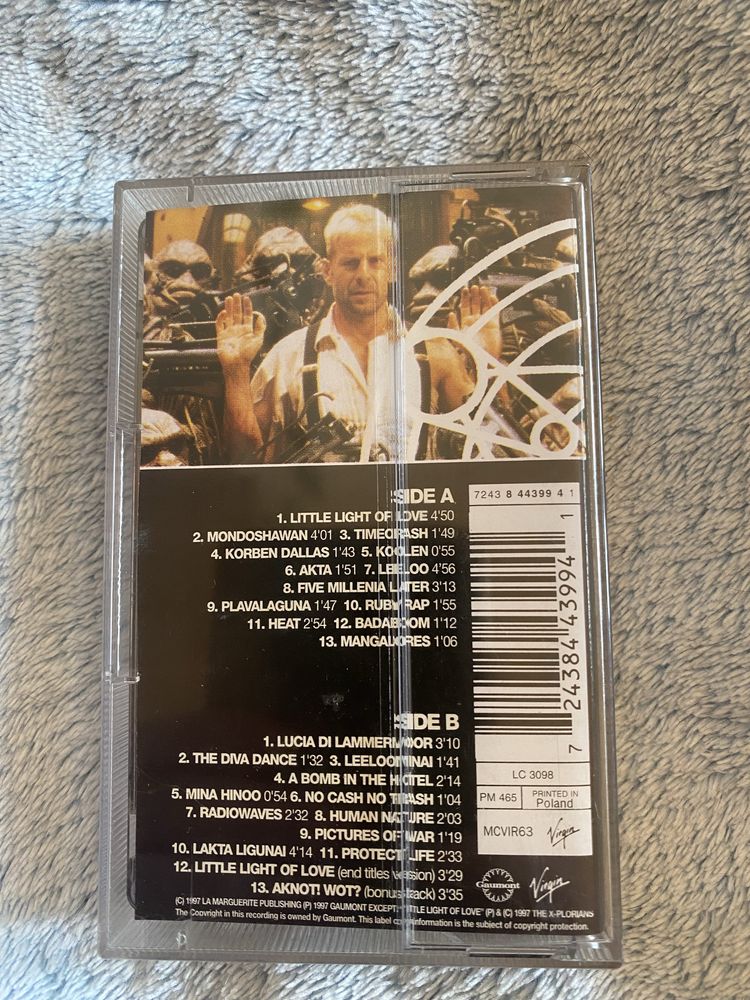 SIDE A
1. LITTLE LIGHT OF LOVE 4'50
2. MONDOSHAWAN 4'01 3. TIMECRASH 1'49
4. KORBEN DALLAS 1'43 5. KOOLEN 0'55
6. AKTA 1'51 7. LEELOO 4'56
8. FIVE MILLENIA LATER 3'13
9. PLAVALAGUNA 1'47 10. RUBY RAP 1'55
11. HEAT 2'54 12. BADABOOM 1'12
13. MANGALORES 1'06
SIDE B
1. LUCIA DI LAMMERMOOR 3'10
2. THE DIVA DANCE 1'32 3. LEELOOMINAI 1'41
4. A BOMB IN THE HOTEL 2'14
5. MINA HINOO 0'54 6. NO CASH NO TRASH 1'04
7. RADIOWAVES 2'32 8. HUMAN NATURE 2'03
9. PICTURES OF WAR 1'19
10. LAKTA LIGUNAI 4'14 11. PROTECT LIFE 2'33
12. LITTLE LIGHT OF LOVE (end titles version) 3'29
13. AKNOT! WOT? (bonus track) 3'35
(C) 1997 LA MARGUERITE PUBLISHING (P) 1997 GAUMONT EXCEPT "LITTLE LIGHT OF LOVE" (P) & (C) 1997 THE X-PLORIANS
The Copyright in this recording is owned by Gaumont. This label copy information is the subject of copyright protection.
7243 8 44399 4 1
7 24384 43994 1
LC 3098
PM 465
PRINTED IN
Poland
MCVIR63
Virgin
Gaumont
Virgin